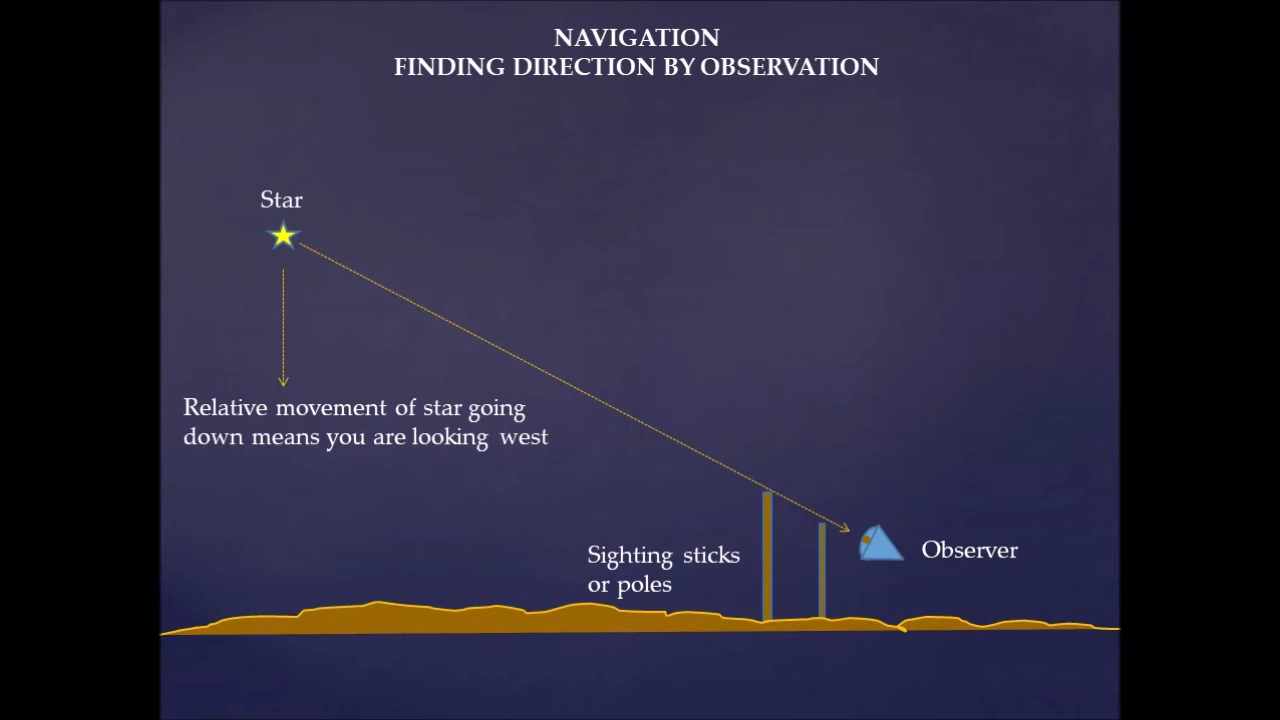 NAVIGATION
FINDING DIRECTION BY OBSERVATION
Star
Relative movement of star going
down means you are looking west
Sighting sticks
or poles
Observer